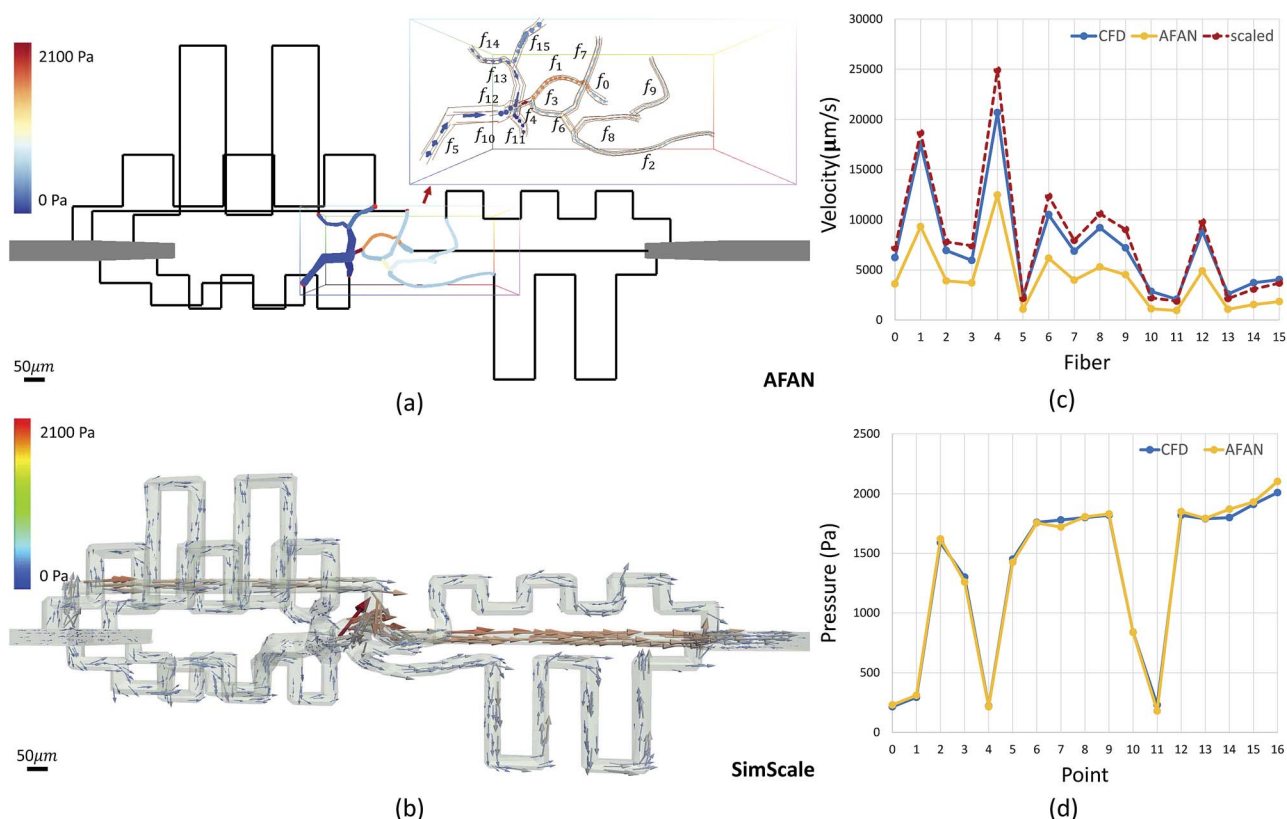 2100 Pa
0 Pa
f14
f15
f13
f12
f1
f7
f0
f3
f4
f9
f6
f10
f11
f8
f5
f2
50μm
AFAN
(a)
2100 Pa
0 Pa
50μm
SimScale
(b)
CFD AFAN scaled
30000
25000
20000
15000
10000
5000
0
Velocity(μm/s)
0 1 2 3 4 5 6 7 8 9 10 11 12 13 14 15
Fiber
(c)
CFD AFAN
2500
2000
1500
1000
500
0
Pressure (Pa)
0 1 2 3 4 5 6 7 8 9 10 11 12 13 14 15 16
Point
(d)